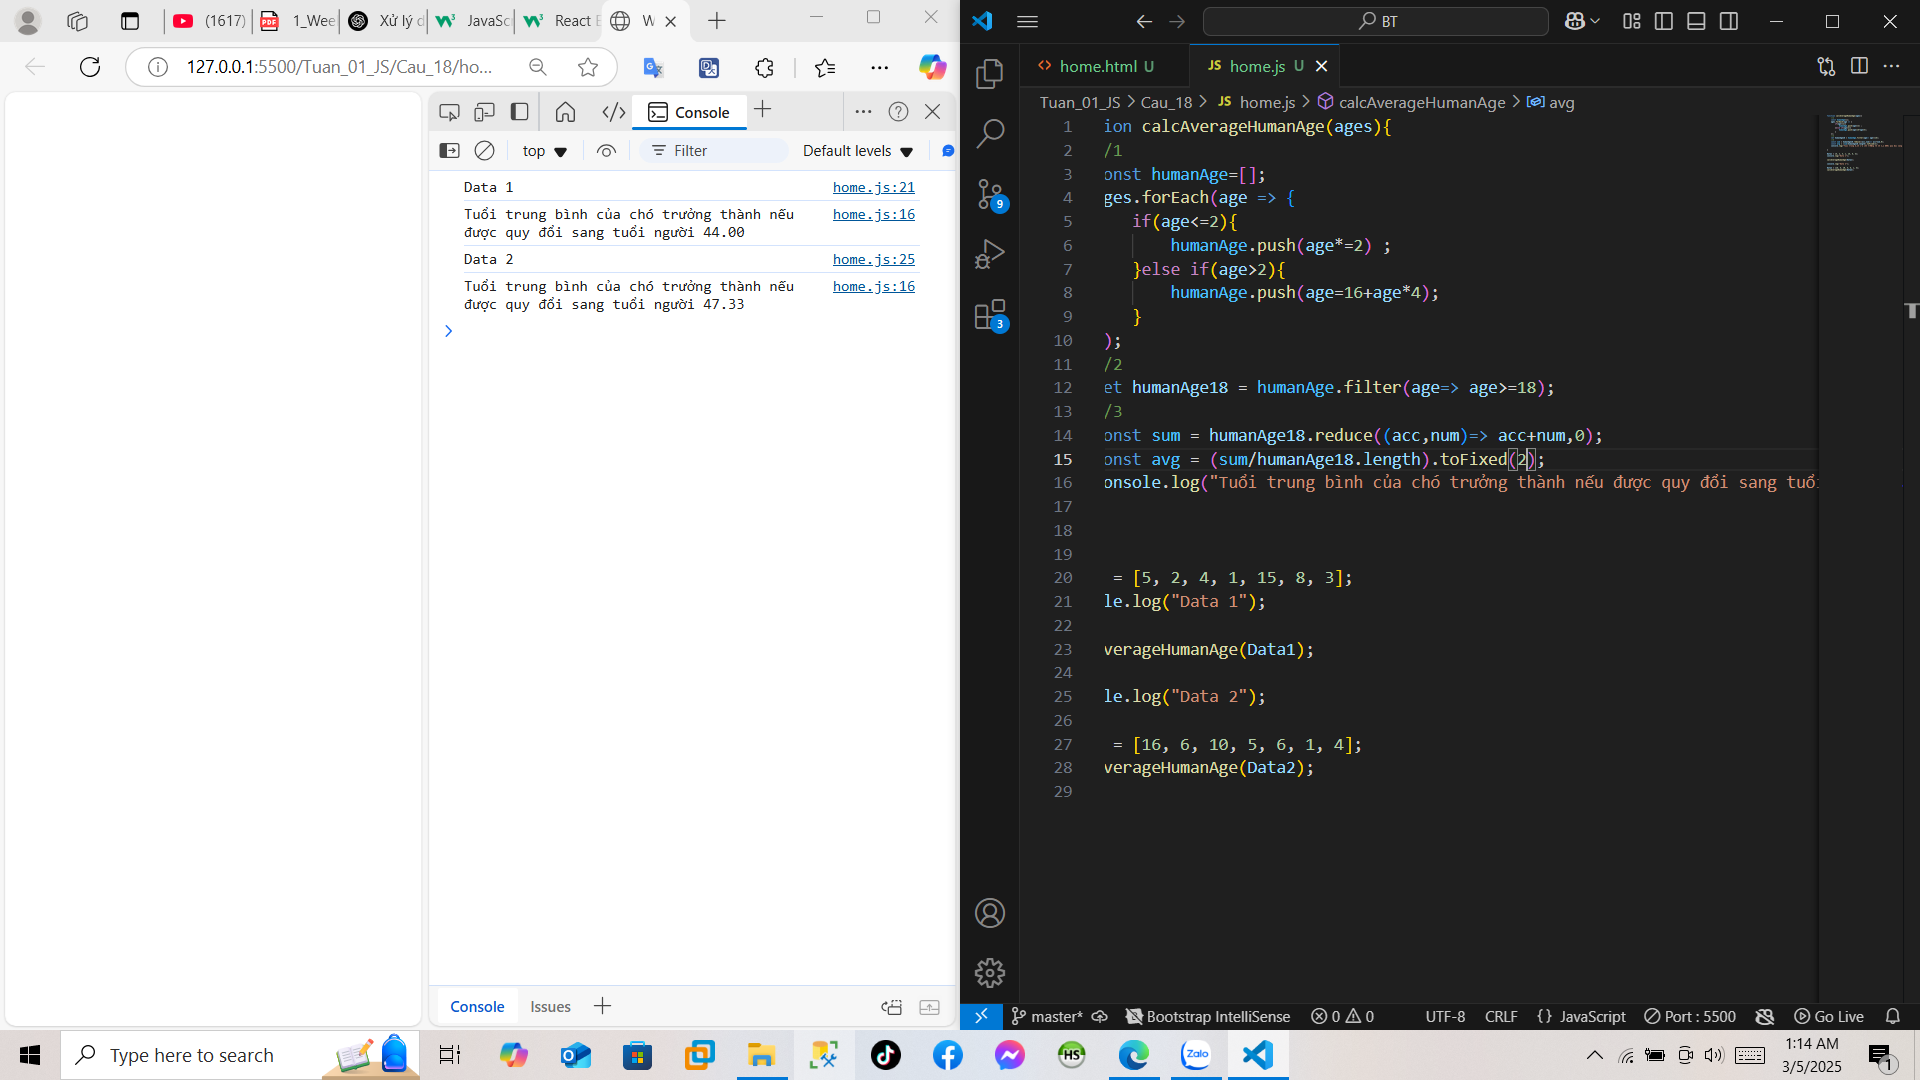 (1617)
1_Wee
Xử lý d
JavaSc
React E
W
127.0.0.1:5500/Tuan_01_JS/Cau_18/ho...
Console
top
Filter
Default levels
Data 1 home.js:21
Tuổi trung bình của chó trưởng thành nếu home.js:16
được quy đổi sang tuổi người 44.00
Data 2 home.js:25
Tuổi trung bình của chó trưởng thành nếu home.js:16
được quy đổi sang tuổi người 47.33
Console Issues
BT
home.html U
JS home.js U
Tuan_01_JS > Cau_18 > JS home.js > calcAverageHumanAge > avg
1 ion calcAverageHumanAge(ages){
2 /1
3 onst humanAge=[];
4 ges.forEach(age => {
5 if(age<=2){
6 humanAge.push(age*=2) ;
7 }else if(age>2){
8 humanAge.push(age=16+age*4);
9 }
10 );
11 /2
12 et humanAge18 = humanAge.filter(age=> age>=18);
13 /3
14 onst sum = humanAge18.reduce((acc,num)=> acc+num,0);
15 onst avg = (sum/humanAge18.length).toFixed(2);
16 onsole.log("Tuổi trung bình của chó trưởng thành nếu được quy đổi sang tuổi
17
18
19
20 = [5, 2, 4, 1, 15, 8, 3];
21 le.log("Data 1");
22
23 verageHumanAge(Data1);
24
25 le.log("Data 2");
26
27 = [16, 6, 10, 5, 6, 1, 4];
28 verageHumanAge(Data2);
29
9
3
master* Bootstrap IntelliSense 0 0 UTF-8 CRLF {} JavaScript Port : 5500 Go Live
Type here to search
HS
Zalo
1:14 AM
3/5/2025
1